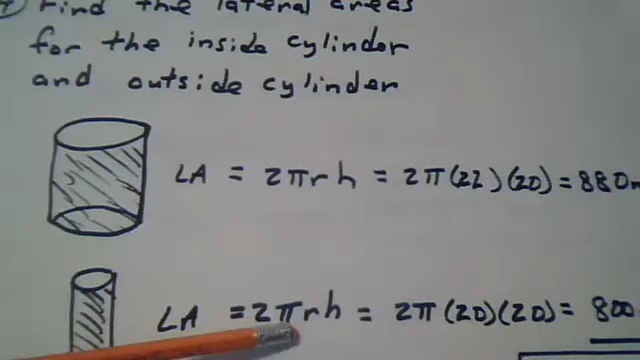 Find the lateral areas
for the inside cylinder
and outside cylinder
LA = 2πrh = 2π(22)(20) = 880π
LA = 2πrh = 2π(20)(20) = 800